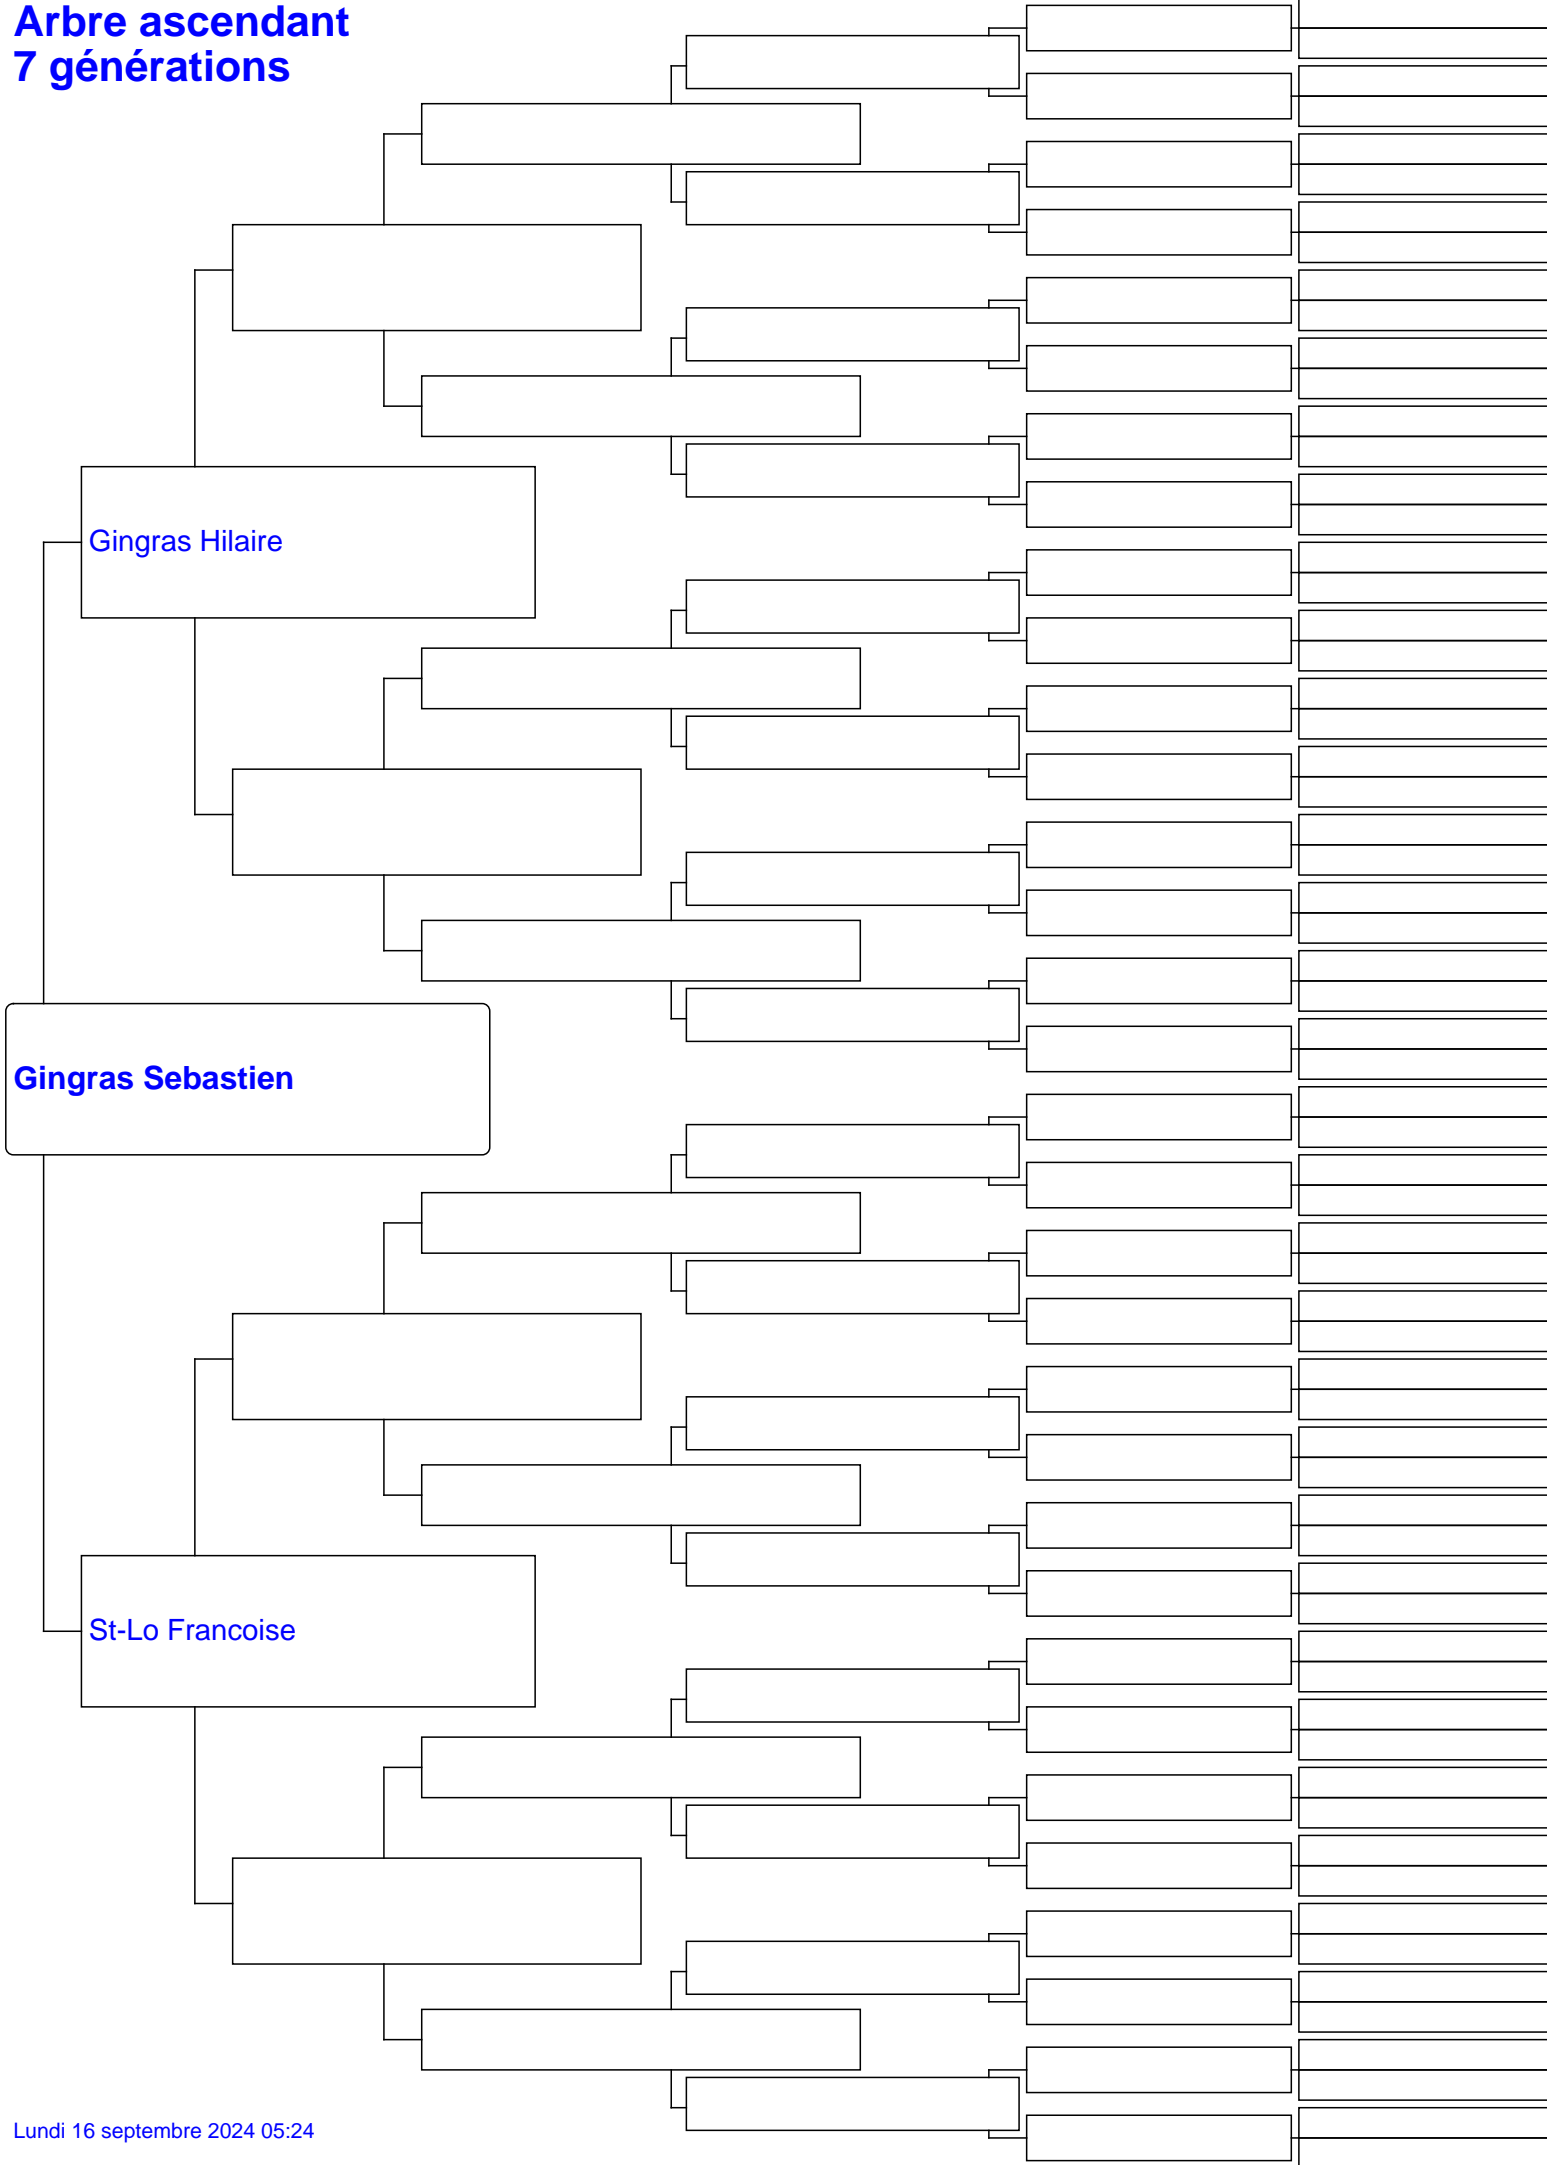 Arbre ascendant
7 générations
Gingras Hilaire
Gingras Sebastien
St-Lo Francoise
Lundi 16 septembre 2024 05:24